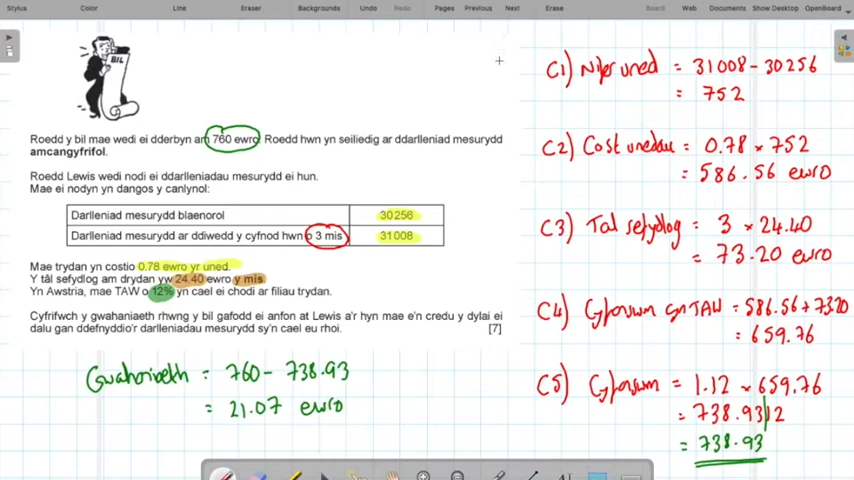 Stylus Color Line Eraser Backgrounds Undo Redo Pages Previous Next Erase Board Web Documents Show Desktop OpenBoard
BIL
Roedd y bil mae wedi ei dderbyn am 760 ewro. Roedd hwn yn seiliedig ar ddarlleniad mesurydd
amcangyfrifol.
Roedd Lewis wedi nodi ei ddarlleniadau mesurydd ei hun.
Mae ei nodyn yn dangos y canlynol:
Darlleniad mesurydd blaenorol 30256
Darlleniad mesurydd ar ddiwedd y cyfnod hwn o 3 mis 31008
Mae trydan yn costio 0.78 ewro yr uned.
Y tâl sefydlog am drydan yw 24.40 ewro y mis
Yn Awstria, mae TAW o 12% yn cael ei chodi ar filiau trydan.
Cyfrifwch y gwahaniaeth rhwng y bil gafodd ei anfon at Lewis a'r hyn mae e'n credu y dylai ei
dalu gan ddefnyddio'r darlleniadau mesurydd sy'n cael eu rhoi. [7]
Gwahaniaeth = 760 - 738.93
= 21.07 ewro
C1) Nifer uned = 31008 - 30256
= 752
C2) Cost unedau = 0.78 x 752
= 586.56 ewro
C3) Tal sefydlog = 3 x 24.40
= 73.20 ewro
C4) Cyfanswm cyn TAW = 586.56 + 73.20
= 659.76
C5) Cyfanswm = 1.12 x 659.76
= 738.93|12
= 738.93